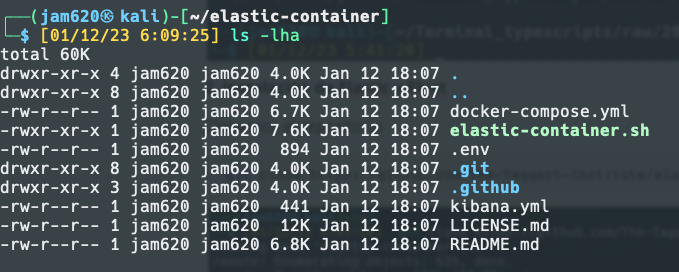 ┌──(jam620㉿kali)-[~/elastic-container]
└─$ [01/12/23 6:09:25] ls -lha
total 60K
drwxr-xr-x 4 jam620 jam620 4.0K Jan 12 18:07 .
drwxr-xr-x 8 jam620 jam620 4.0K Jan 12 18:07 ..
-rw-r--r-- 1 jam620 jam620 6.7K Jan 12 18:07 docker-compose.yml
-rwxr-xr-x 1 jam620 jam620 7.6K Jan 12 18:07 elastic-container.sh
-rw-r--r-- 1 jam620 jam620  894 Jan 12 18:07 .env
drwxr-xr-x 8 jam620 jam620 4.0K Jan 12 18:07 .git
drwxr-xr-x 3 jam620 jam620 4.0K Jan 12 18:07 .github
-rw-r--r-- 1 jam620 jam620  441 Jan 12 18:07 kibana.yml
-rw-r--r-- 1 jam620 jam620  12K Jan 12 18:07 LICENSE.md
-rw-r--r-- 1 jam620 jam620 6.8K Jan 12 18:07 README.md